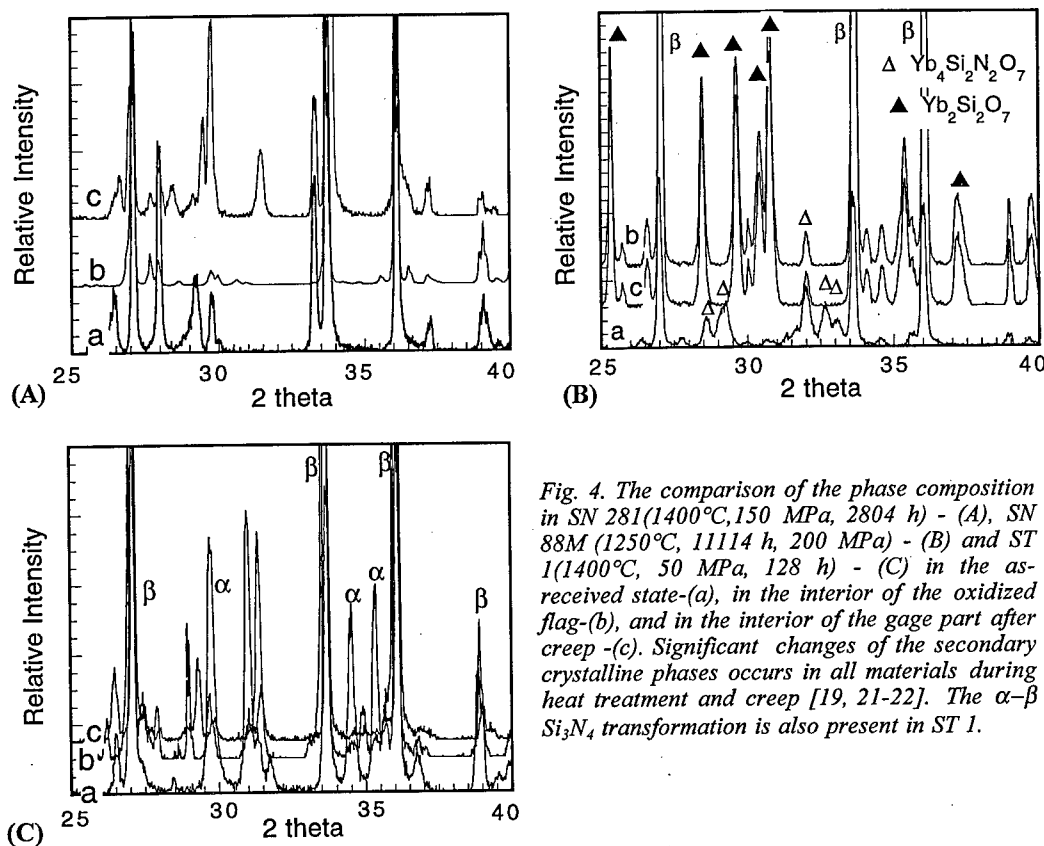 Relative Intensity
c
b
a
25 30 35 40
2 theta
(A)
Relative Intensity
β β β
△ Yb4Si2N2O7
▲ Yb2Si2O7
b
c
a
25 30 35 40
2 theta
(B)
Relative Intensity
β β
β α α α β
c
b
a
25 30 35 40
2 theta
(C)
Fig. 4. The comparison of the phase composition
in SN 281(1400°C,150 MPa, 2804 h) - (A), SN
88M (1250°C, 11114 h, 200 MPa) - (B) and ST
1(1400°C, 50 MPa, 128 h) - (C) in the as-
received state-(a), in the interior of the oxidized
flag-(b), and in the interior of the gage part after
creep -(c). Significant changes of the secondary
crystalline phases occurs in all materials during
heat treatment and creep [19, 21-22]. The α–β
Si3N4 transformation is also present in ST 1.